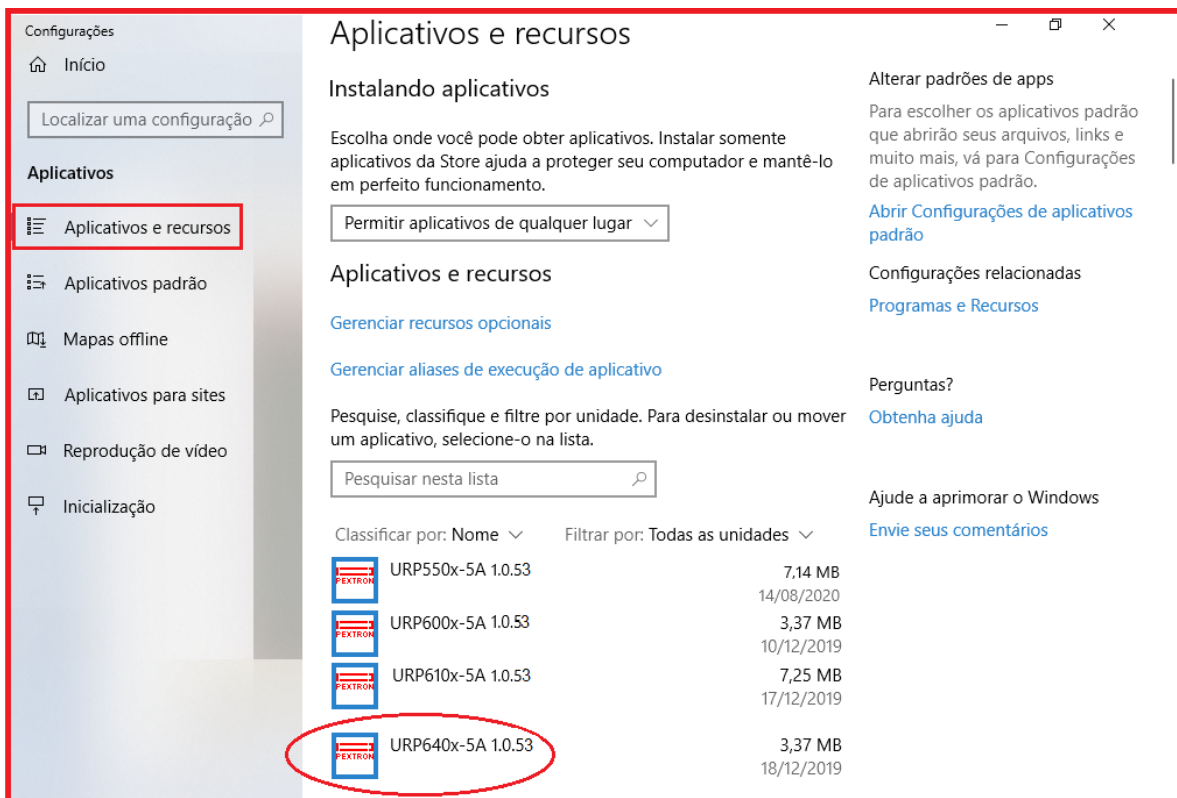 Configurações
Início
Localizar uma configuração
Aplicativos
Aplicativos e recursos
Aplicativos padrão
Mapas offline
Aplicativos para sites
Reprodução de vídeo
Inicialização
Aplicativos e recursos
Instalando aplicativos
Escolha onde você pode obter aplicativos. Instalar somente
aplicativos da Store ajuda a proteger seu computador e mantê-lo
em perfeito funcionamento.
Permitir aplicativos de qualquer lugar
Aplicativos e recursos
Gerenciar recursos opcionais
Gerenciar aliases de execução de aplicativo
Pesquise, classifique e filtre por unidade. Para desinstalar ou mover
um aplicativo, selecione-o na lista.
Pesquisar nesta lista
Classificar por: Nome Filtrar por: Todas as unidades
PEXTRON
URP550x-5A 1.0.53 7,14 MB
14/08/2020
PEXTRON
URP600x-5A 1.0.53 3,37 MB
10/12/2019
PEXTRON
URP610x-5A 1.0.53 7,25 MB
17/12/2019
PEXTRON
URP640x-5A 1.0.53 3,37 MB
18/12/2019
Alterar padrões de apps
Para escolher os aplicativos padrão
que abrirão seus arquivos, links e
muito mais, vá para Configurações
de aplicativos padrão.
Abrir Configurações de aplicativos
padrão
Configurações relacionadas
Programas e Recursos
Perguntas?
Obtenha ajuda
Ajude a aprimorar o Windows
Envie seus comentários